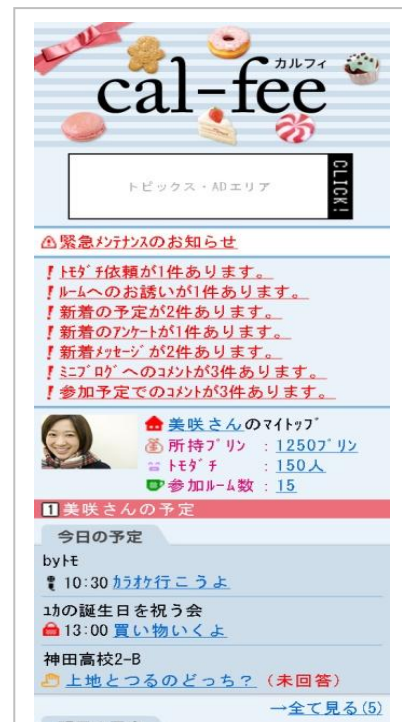 カルフィ
cal-fee
トピックス・ADエリア
CLICK!
緊急ﾒﾝﾃﾅﾝｽのお知らせ
！ﾄﾓﾀﾞﾁ依頼が1件あります。
！ﾙｰﾑへのお誘いが1件あります。
！新着の予定が2件あります。
！新着のｱﾝｹｰﾄが1件あります。
！新着ﾒｯｾｰｼﾞが2件あります。
！ﾐﾆﾌﾞﾛｸﾞへのｺﾒﾝﾄが3件あります。
！参加予定でのｺﾒﾝﾄが3件あります。
美咲さんのﾏｲﾄｯﾌﾟ
所持ﾌﾟﾘﾝ : 1250ﾌﾟﾘﾝ
ﾄﾓﾀﾞﾁ : 150人
参加ﾙｰﾑ数 : 15
1美咲さんの予定
今日の予定
byﾄﾓ
10:30 ｶﾗｵｹ行こうよ
ﾕｶの誕生日を祝う会
13:00 買い物いくよ
神田高校2-B
上地とつるのどっち？（未回答）
→全て見る(5)